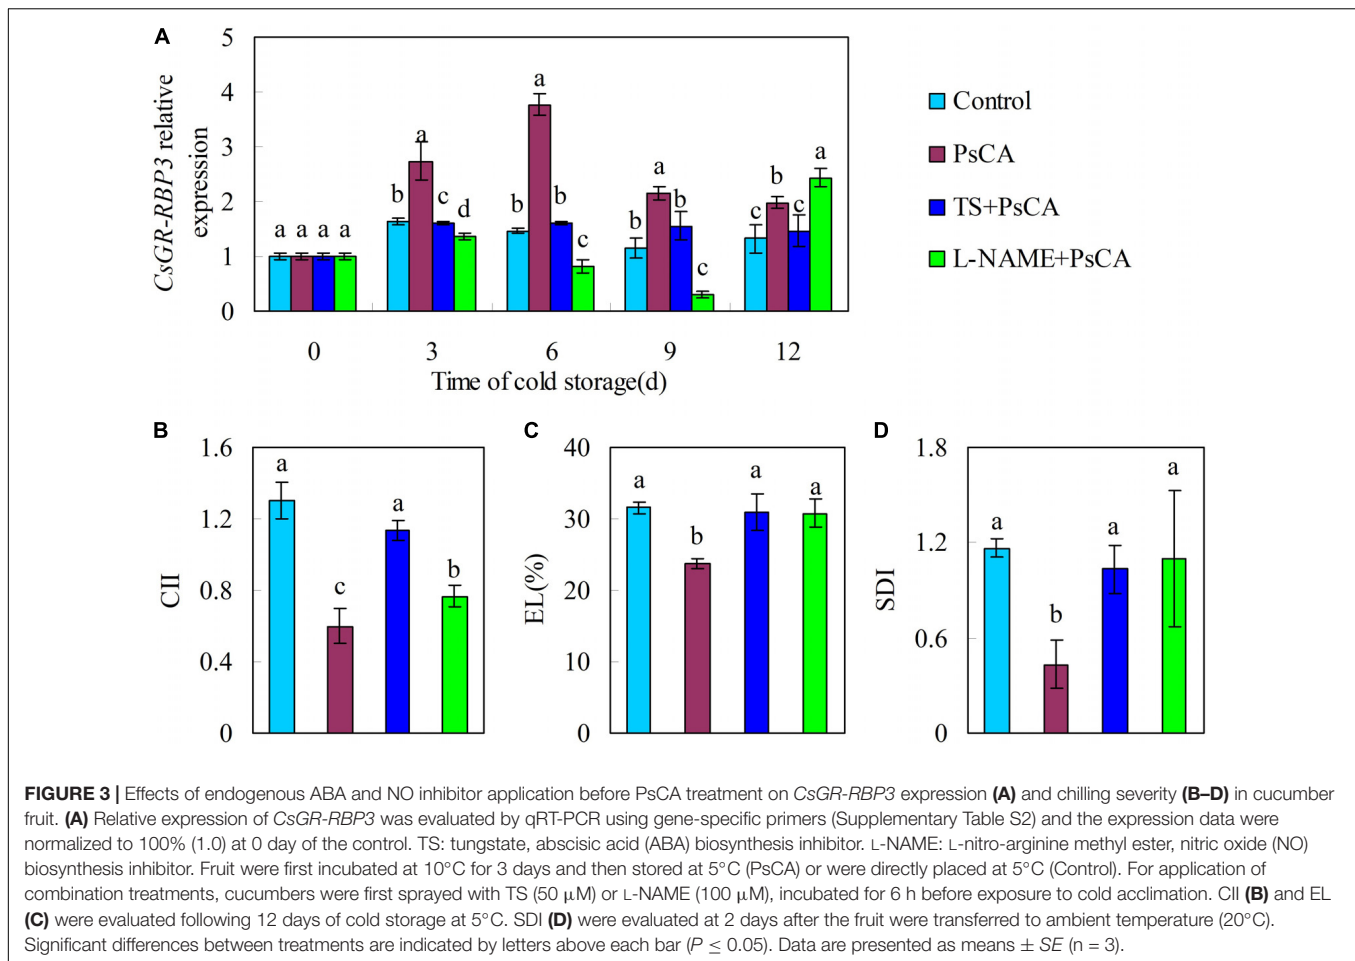 A
5
4
3
2
1
0
CsGR-RBP3 relative
expression
a a a a
b a c d
b a b c
b a b c
c b c a
0 3 6 9 12
Time of cold storage(d)
Control
PsCA
TS+PsCA
L-NAME+PsCA
B
1.6
1.2
0.8
0.4
0
CII
a c a b
C
40
30
20
10
0
EL(%)
a b a a
D
1.8
1.2
0.6
0
SDI
a b a a
FIGURE 3 | Effects of endogenous ABA and NO inhibitor application before PsCA treatment on CsGR-RBP3 expression (A) and chilling severity (B–D) in cucumber
fruit. (A) Relative expression of CsGR-RBP3 was evaluated by qRT-PCR using gene-specific primers (Supplementary Table S2) and the expression data were
normalized to 100% (1.0) at 0 day of the control. TS: tungstate, abscisic acid (ABA) biosynthesis inhibitor. L-NAME: L-nitro-arginine methyl ester, nitric oxide (NO)
biosynthesis inhibitor. Fruit were first incubated at 10°C for 3 days and then stored at 5°C (PsCA) or were directly placed at 5°C (Control). For application of
combination treatments, cucumbers were first sprayed with TS (50 μM) or L-NAME (100 μM), incubated for 6 h before exposure to cold acclimation. CII (B) and EL
(C) were evaluated following 12 days of cold storage at 5°C. SDI (D) were evaluated at 2 days after the fruit were transferred to ambient temperature (20°C).
Significant differences between treatments are indicated by letters above each bar (P ≤ 0.05). Data are presented as means ± SE (n = 3).